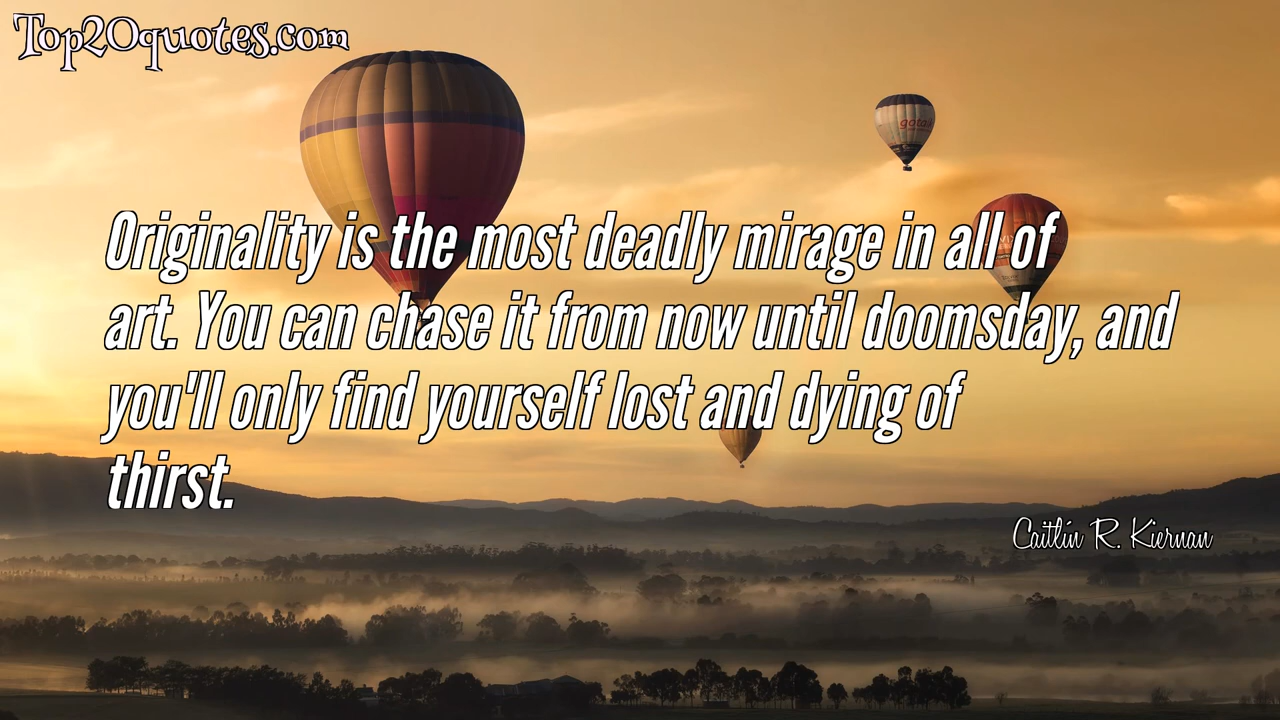 Top20quotes.com
Originality is the most deadly mirage in all of
art. You can chase it from now until doomsday, and
you'll only find yourself lost and dying of
thirst.
Caitlín R. Kiernan